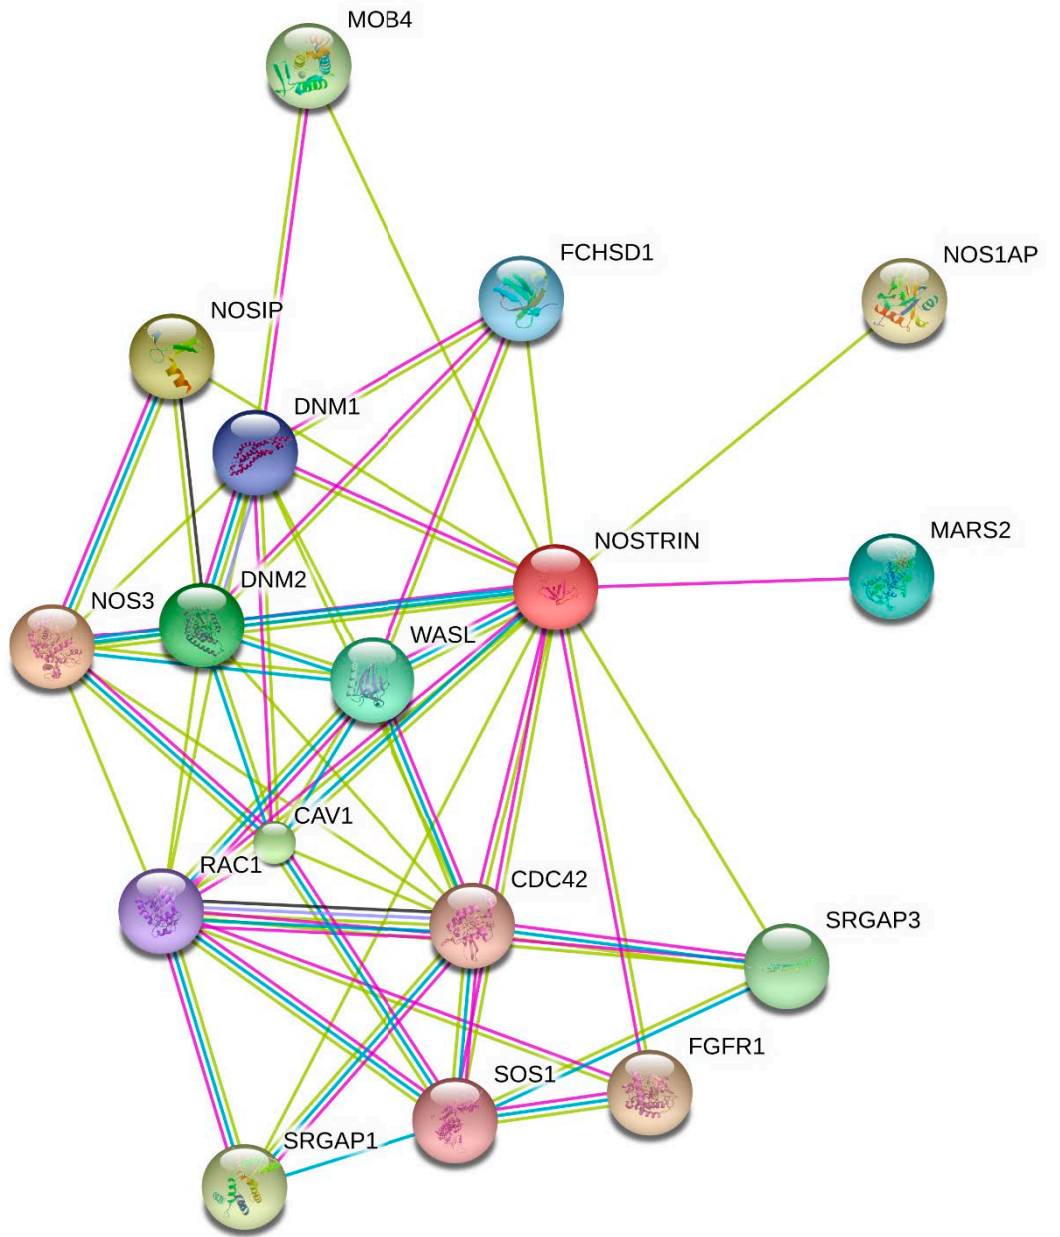 MOB4
FCHSD1
NOS1AP
NOSIP
DNM1
NOSTRIN
MARS2
DNM2
NOS3
WASL
CAV1
RAC1
CDC42
SRGAP3
FGFR1
SOS1
SRGAP1